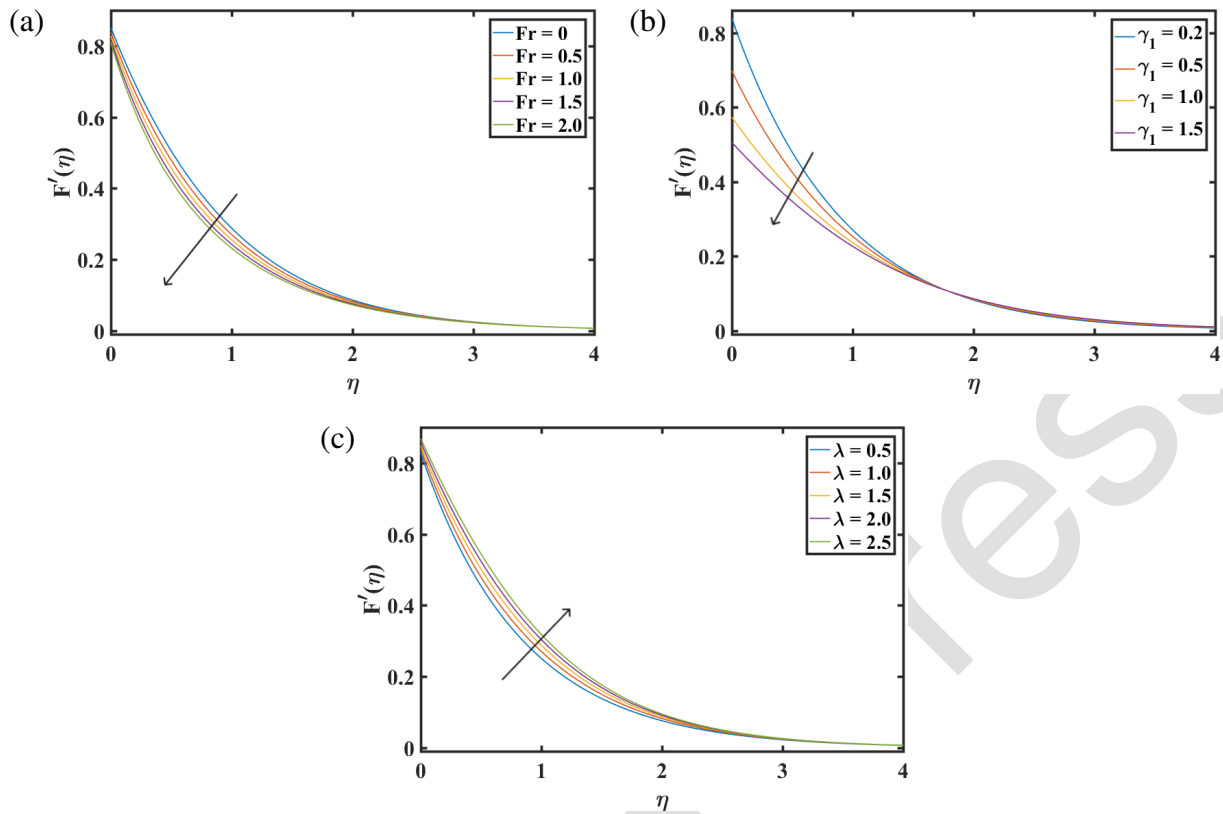 (a)
Fr = 0
Fr = 0.5
Fr = 1.0
Fr = 1.5
Fr = 2.0
F′(η)
0.8
0.6
0.4
0.2
0
0 1 2 3 4
η
(b)
γ₁ = 0.2
γ₁ = 0.5
γ₁ = 1.0
γ₁ = 1.5
F′(η)
0.8
0.6
0.4
0.2
0
0 1 2 3 4
η
(c)
λ = 0.5
λ = 1.0
λ = 1.5
λ = 2.0
λ = 2.5
F′(η)
0.8
0.6
0.4
0.2
0
0 1 2 3 4
η